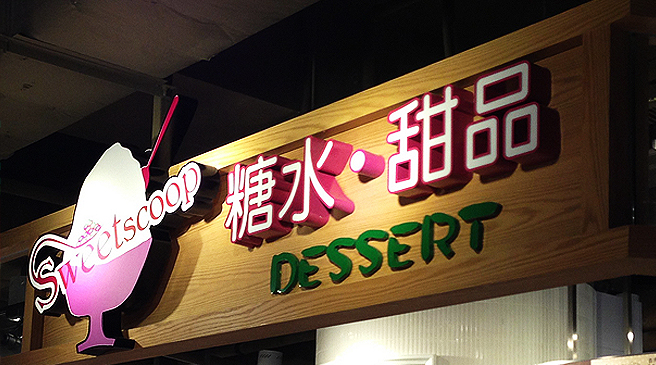 Sweetscoop
糖水·甜品
DESSERT